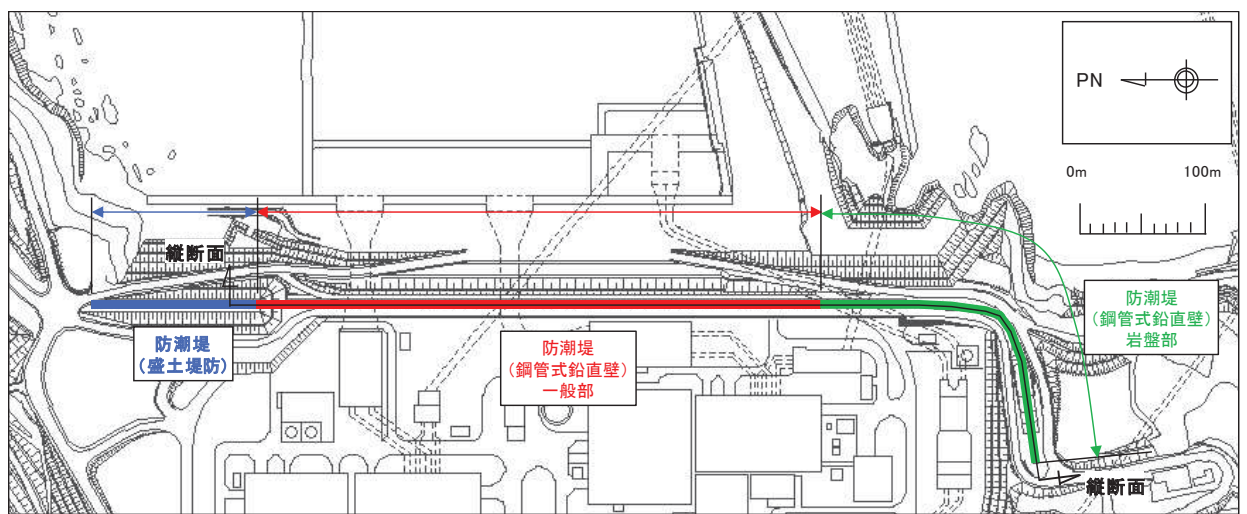 PN
0m
100m
縦断面
防潮堤
(盛土堤防)
防潮堤
(鋼管式鉛直壁)
一般部
防潮堤
(鋼管式鉛直壁)
岩盤部
縦断面